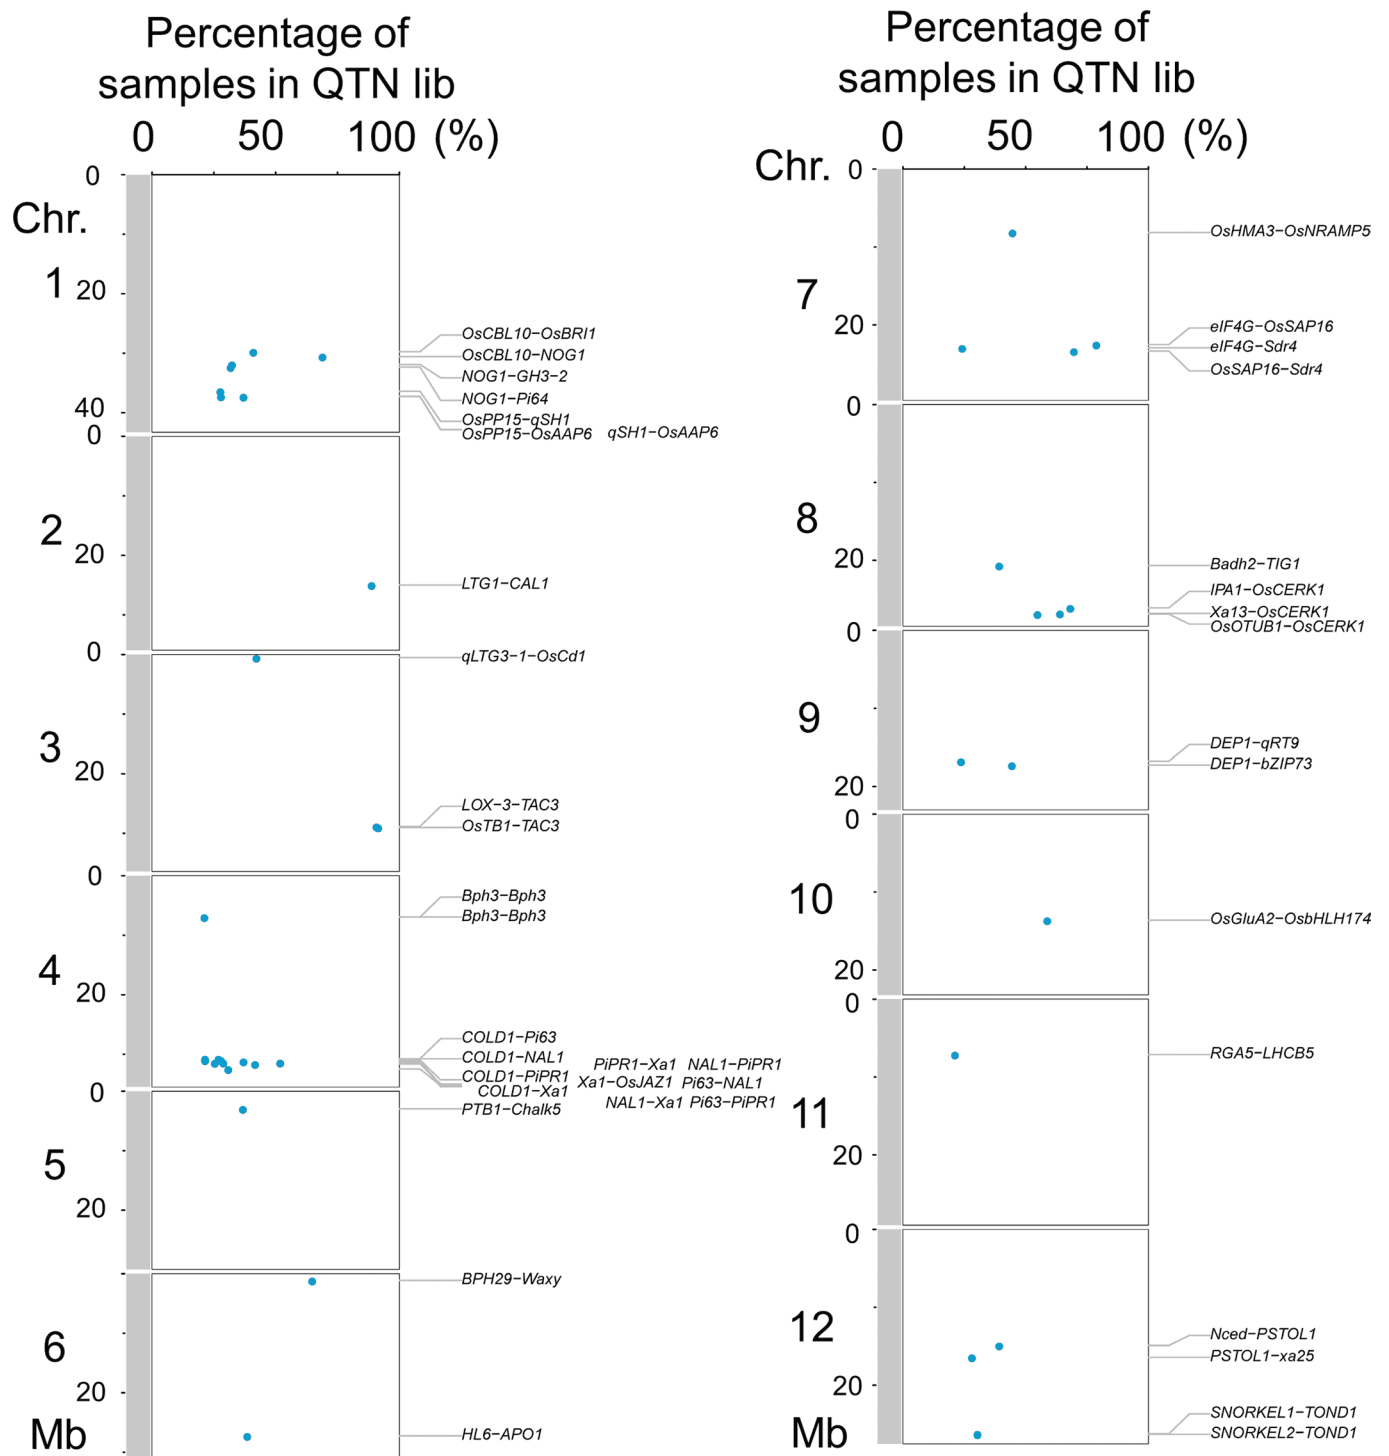 Percentage of
samples in QTN lib
0 50 100 (%)
Chr.
0
1 20
40
OsCBL10−OsBRI1
OsCBL10−NOG1
NOG1−GH3−2
NOG1−Pi64
OsPP15−qSH1
OsPP15−OsAAP6 qSH1−OsAAP6
0
2
20
LTG1−CAL1
0
3
20
qLTG3−1−OsCd1
LOX−3−TAC3
OsTB1−TAC3
0
4
20
Bph3−Bph3
Bph3−Bph3
COLD1−Pi63
COLD1−NAL1
PiPR1−Xa1 NAL1−PiPR1
COLD1−PiPR1
Xa1−OsJAZ1 Pi63−NAL1
COLD1−Xa1
NAL1−Xa1 Pi63−PiPR1
0
5
20
PTB1−Chalk5
6
20
Mb
BPH29−Waxy
HL6−APO1
Percentage of
samples in QTN lib
0 50 100 (%)
Chr.
0
7
20
OsHMA3−OsNRAMP5
eIF4G−OsSAP16
eIF4G−Sdr4
OsSAP16−Sdr4
0
8
20
Badh2−TIG1
IPA1−OsCERK1
Xa13−OsCERK1
OsOTUB1−OsCERK1
0
9
20
DEP1−qRT9
DEP1−bZIP73
0
10
20
OsGluA2−OsbHLH174
0
11
20
RGA5−LHCB5
0
12
20
Mb
Nced−PSTOL1
PSTOL1−xa25
SNORKEL1−TOND1
SNORKEL2−TOND1